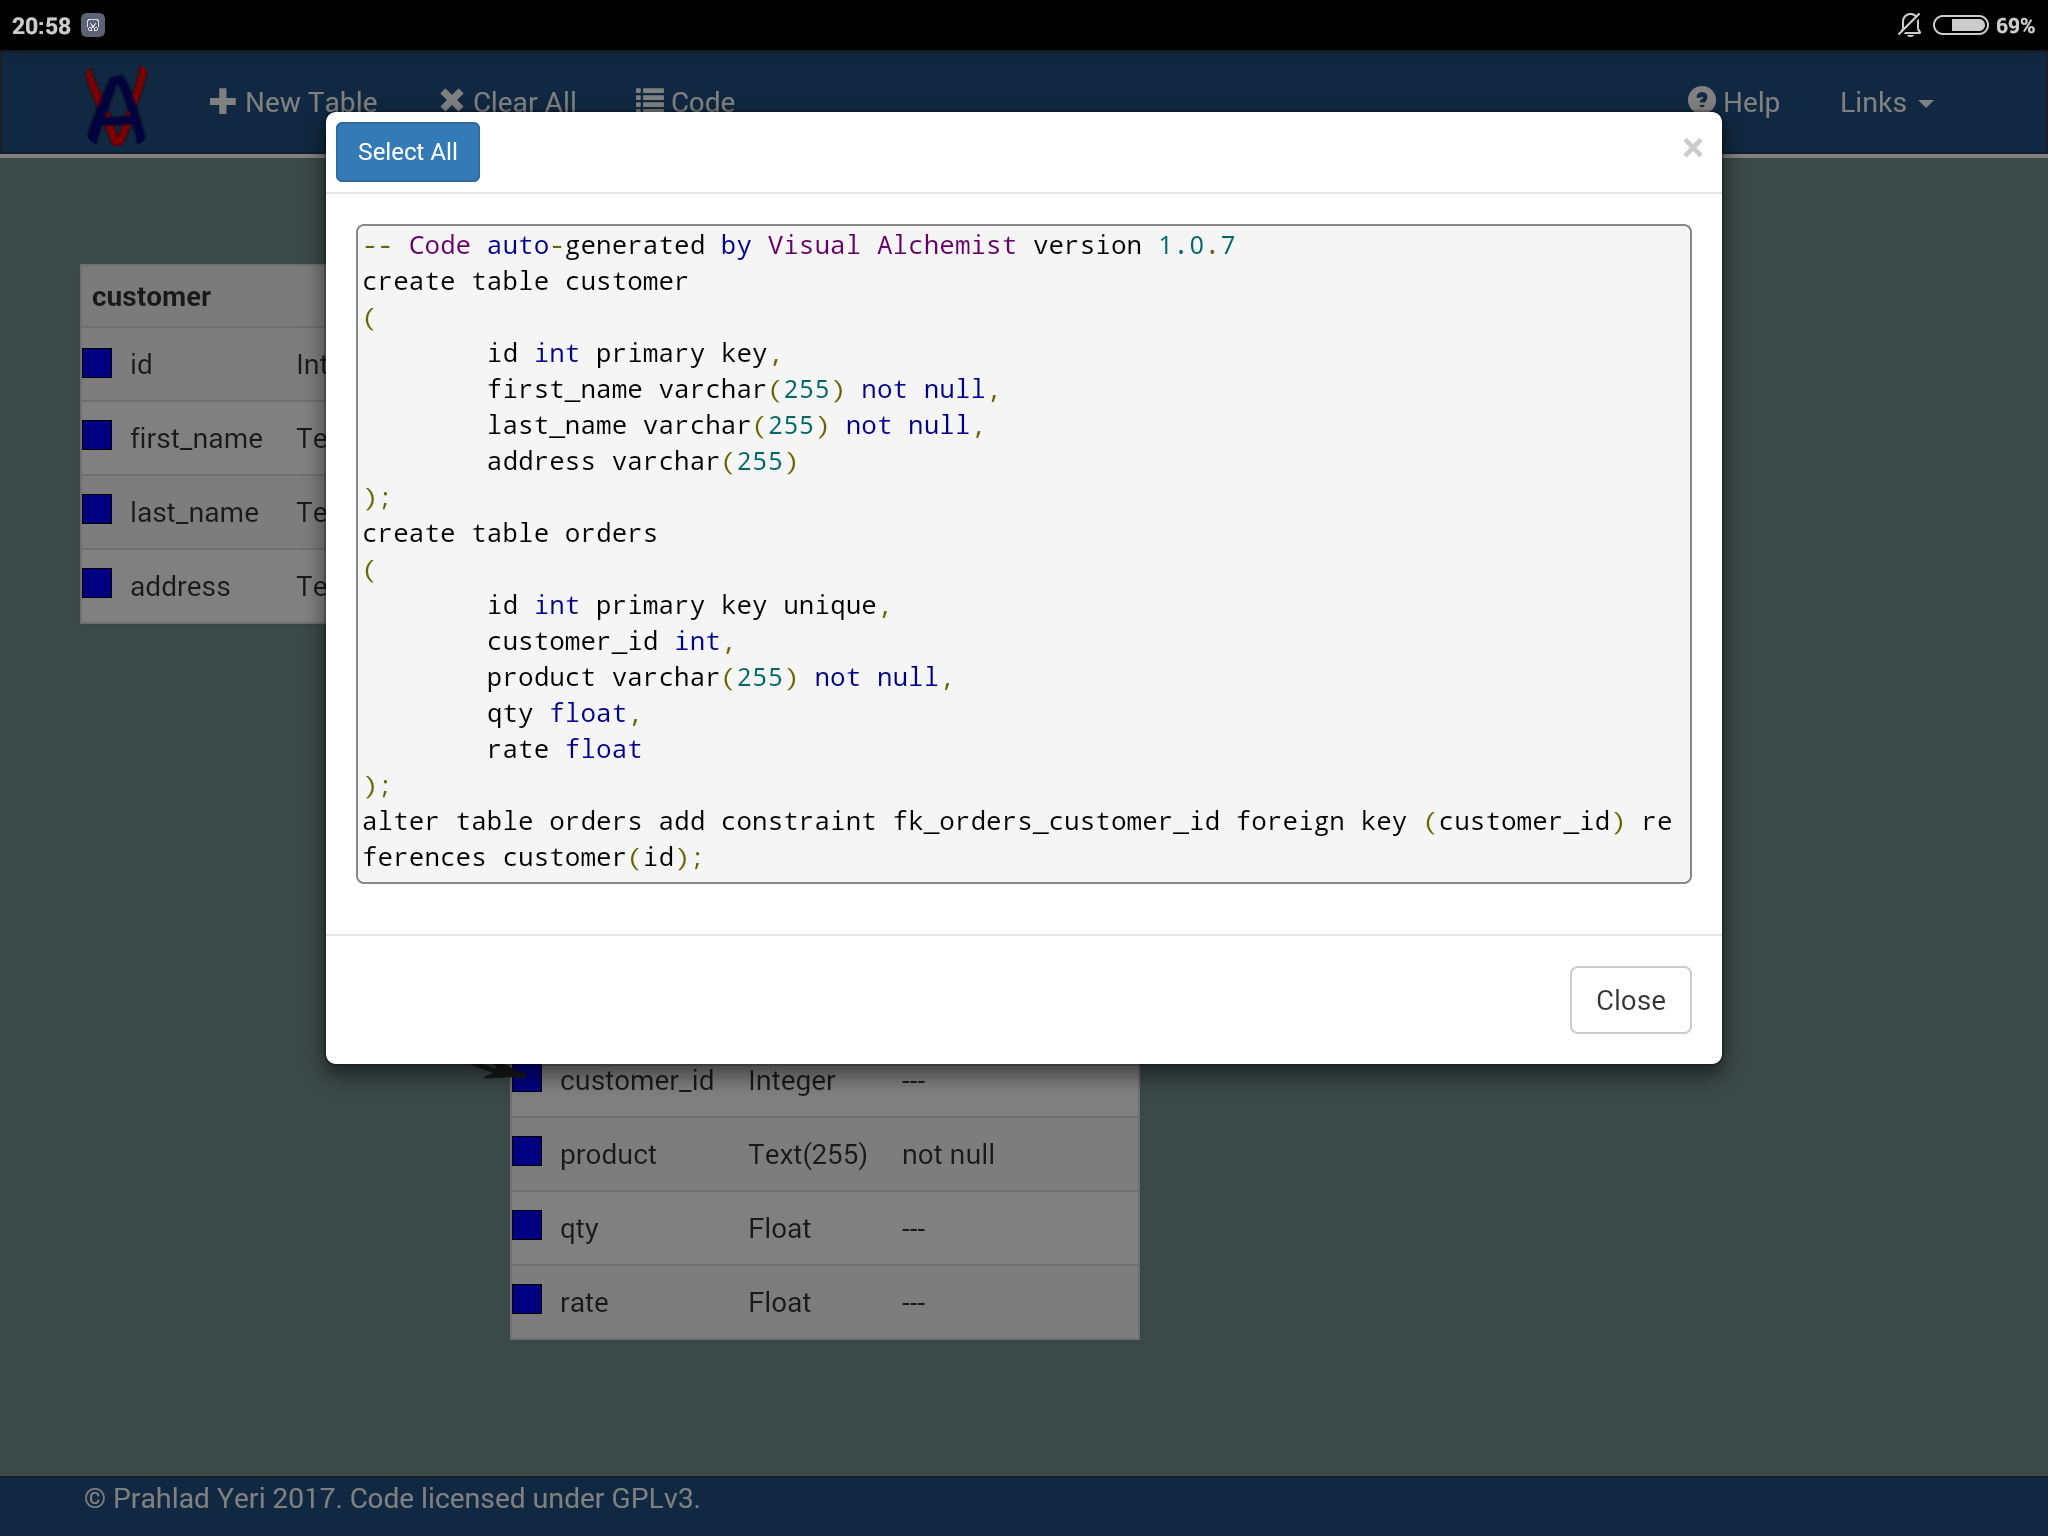 20:58 69%
New Table Clear All Code Help Links
Select All ×
-- Code auto-generated by Visual Alchemist version 1.0.7
create table customer
(
id int primary key,
first_name varchar(255) not null,
last_name varchar(255) not null,
address varchar(255)
);
create table orders
(
id int primary key unique,
customer_id int,
product varchar(255) not null,
qty float,
rate float
);
alter table orders add constraint fk_orders_customer_id foreign key (customer_id) re
ferences customer(id);
Close
customer
id Int
first_name Te
last_name Te
address Te
customer_id Integer ---
product Text(255) not null
qty Float ---
rate Float ---
© Prahlad Yeri 2017. Code licensed under GPLv3.